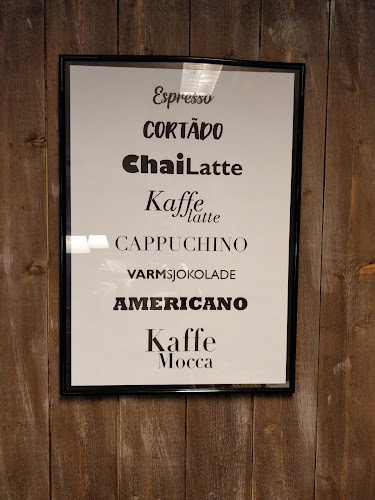 Espresso
CORTÃDO
ChaiLatte
Kaffe
latte
CAPPUCHINO
VARMSJOKOLADE
AMERICANO
Kaffe
Mocca